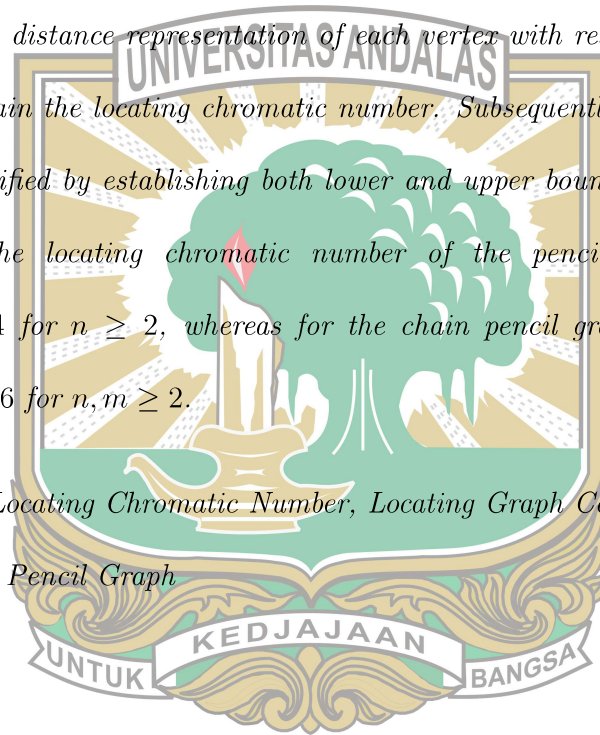 distance representation of each vertex with re
UNIVERSITAS ANDALAS
ain the locating chromatic number. Subsequentl
ified by establishing both lower and upper boun
he locating chromatic number of the penci
4 for n ≥ 2, whereas for the chain pencil gr
6 for n, m ≥ 2.
Locating Chromatic Number, Locating Graph C
Pencil Graph
UNTUK KEDJAJAAN BANGSA